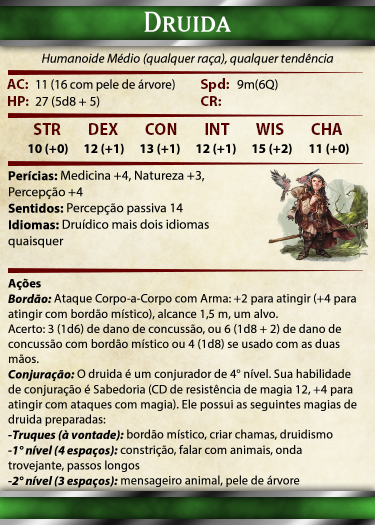 DRUIDA
Humanoide Médio (qualquer raça), qualquer tendência
AC: 11 (16 com pele de árvore) Spd: 9m(6Q)
HP: 27 (5d8 + 5) CR:
STR DEX CON INT WIS CHA
10 (+0) 12 (+1) 13 (+1) 12 (+1) 15 (+2) 11 (+0)
Perícias: Medicina +4, Natureza +3,
Percepção +4
Sentidos: Percepção passiva 14
Idiomas: Druídico mais dois idiomas
quaisquer
Ações
Bordão: Ataque Corpo-a-Corpo com Arma: +2 para atingir (+4 para
atingir com bordão místico), alcance 1,5 m, um alvo.
Acerto: 3 (1d6) de dano de concussão, ou 6 (1d8 + 2) de dano de
concussão com bordão místico ou 4 (1d8) se usado com as duas
mãos.
Conjuração: O druida é um conjurador de 4° nível. Sua habilidade
de conjuração é Sabedoria (CD de resistência de magia 12, +4 para
atingir com ataques com magia). Ele possui as seguintes magias de
druida preparadas:
-Truques (à vontade): bordão místico, criar chamas, druidismo
-1° nível (4 espaços): constrição, falar com animais, onda
trovejante, passos longos
-2° nível (3 espaços): mensageiro animal, pele de árvore